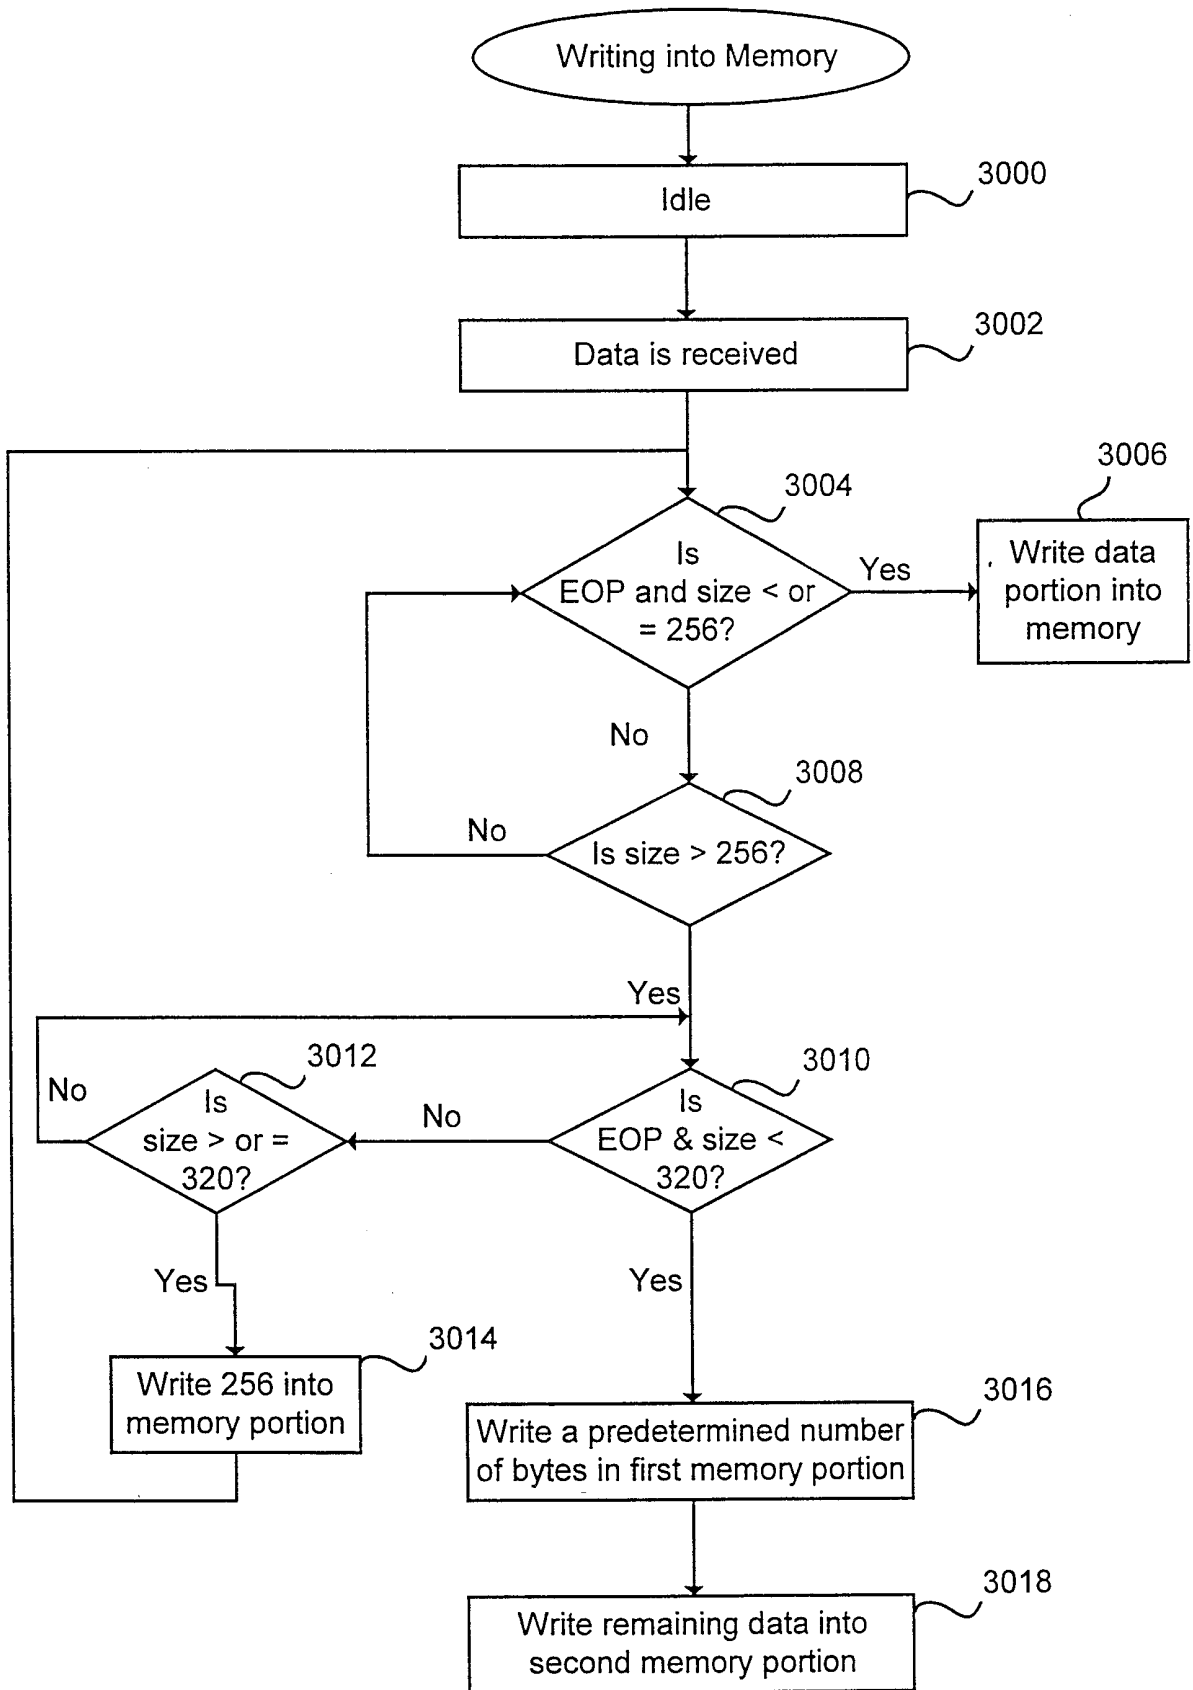 Writing into Memory
3000
Idle
3002
Data is received
3006
3004
Is
EOP and size < or
= 256?
Yes
Write data
portion into
memory
No
3008
No
Is size > 256?
Yes
3012
3010
No
Is
size > or =
320?
No
Is
EOP & size <
320?
Yes
Yes
3014
Write 256 into
memory portion
3016
Write a predetermined number
of bytes in first memory portion
3018
Write remaining data into
second memory portion